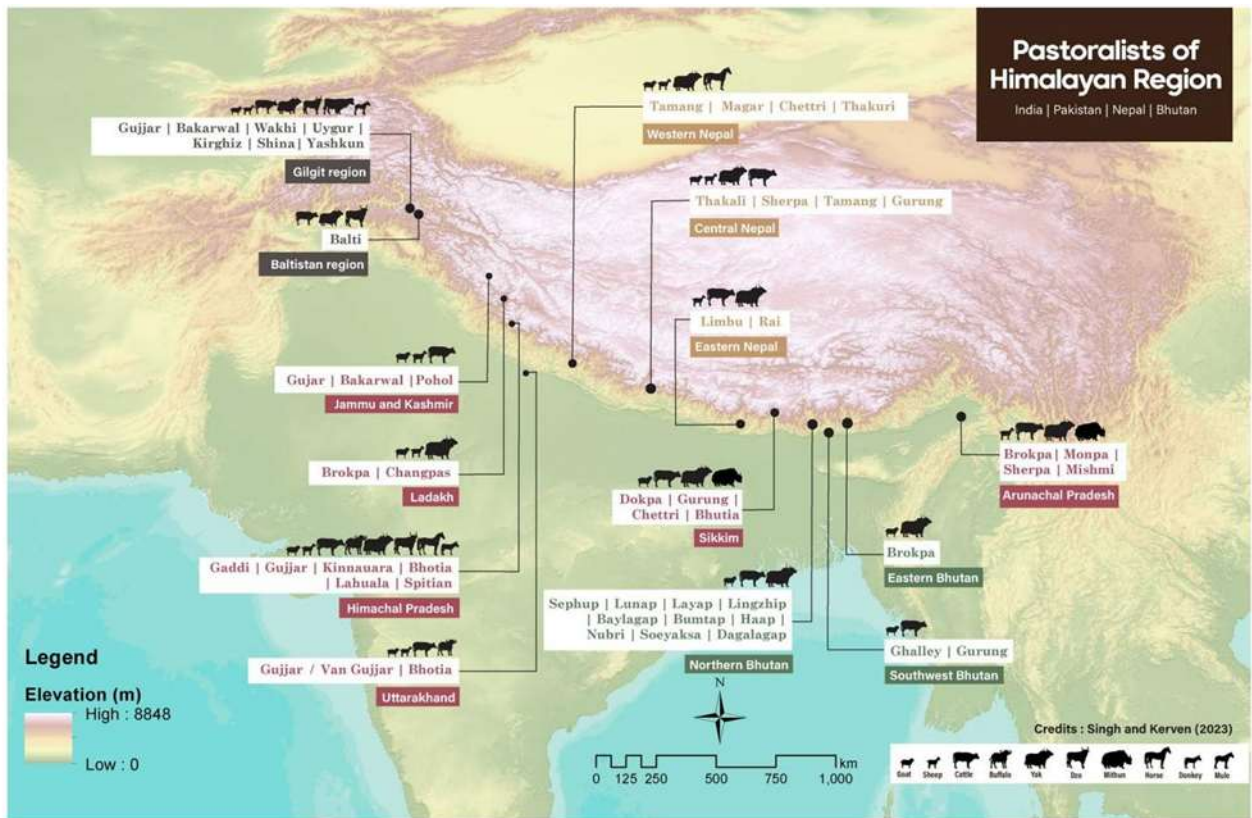 Pastoralists of
Himalayan Region
India | Pakistan | Nepal | Bhutan
Gujjar | Bakarwal | Wakhi | Uygur |
Kirghiz | Shina| Yashkun
Gilgit region
Balti
Baltistan region
Tamang | Magar | Chettri | Thakuri
Western Nepal
Thakali | Sherpa | Tamang | Gurung
Central Nepal
Limbu | Rai
Eastern Nepal
Gujar | Bakarwal |Pohol
Jammu and Kashmir
Brokpa | Changpas
Ladakh
Gaddi | Gujjar | Kinnauara | Bhotia
| Lahuala | Spitian
Himachal Pradesh
Gujjar / Van Gujjar | Bhotia
Uttarakhand
Dokpa | Gurung |
Chettri | Bhutia
Sikkim
Sephup | Lunap | Layap | Lingzhip
| Baylagap | Bumtap | Haap |
Nubri | Soeyaksa | Dagalagap
Northern Bhutan
Brokpa| Monpa |
Sherpa | Mishmi
Arunachal Pradesh
Brokpa
Eastern Bhutan
Ghalley | Gurung
Southwest Bhutan
Legend
Elevation (m)
High : 8848
Low : 0
N
km
0 125 250 500 750 1,000
Credits : Singh and Kerven (2023)
Goat Sheep Cattle Buffalo Yak Dzo Mithun Horse Donkey Mule